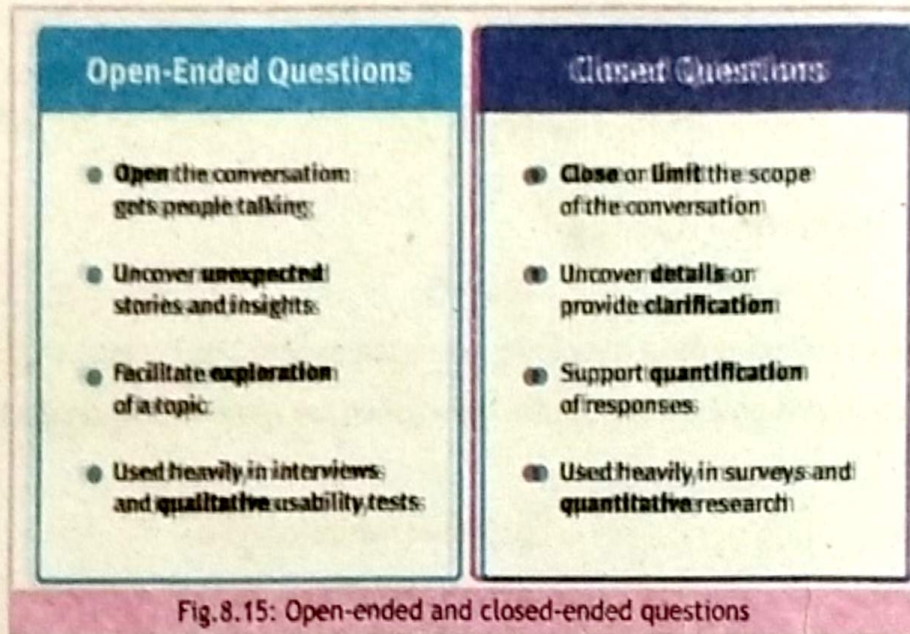 Open-Ended Questions
Open the conversation
gets people talking
Uncover unexpected
stories and insights
Facilitate exploration
of a topic
Used heavily in interviews
and qualitative usability tests
Closed Questions
Close or limit the scope
of the conversation
Uncover details or
provide clarification
Support quantification
of responses
Used heavily in surveys and
quantitative research
Fig.8.15: Open-ended and closed-ended questions